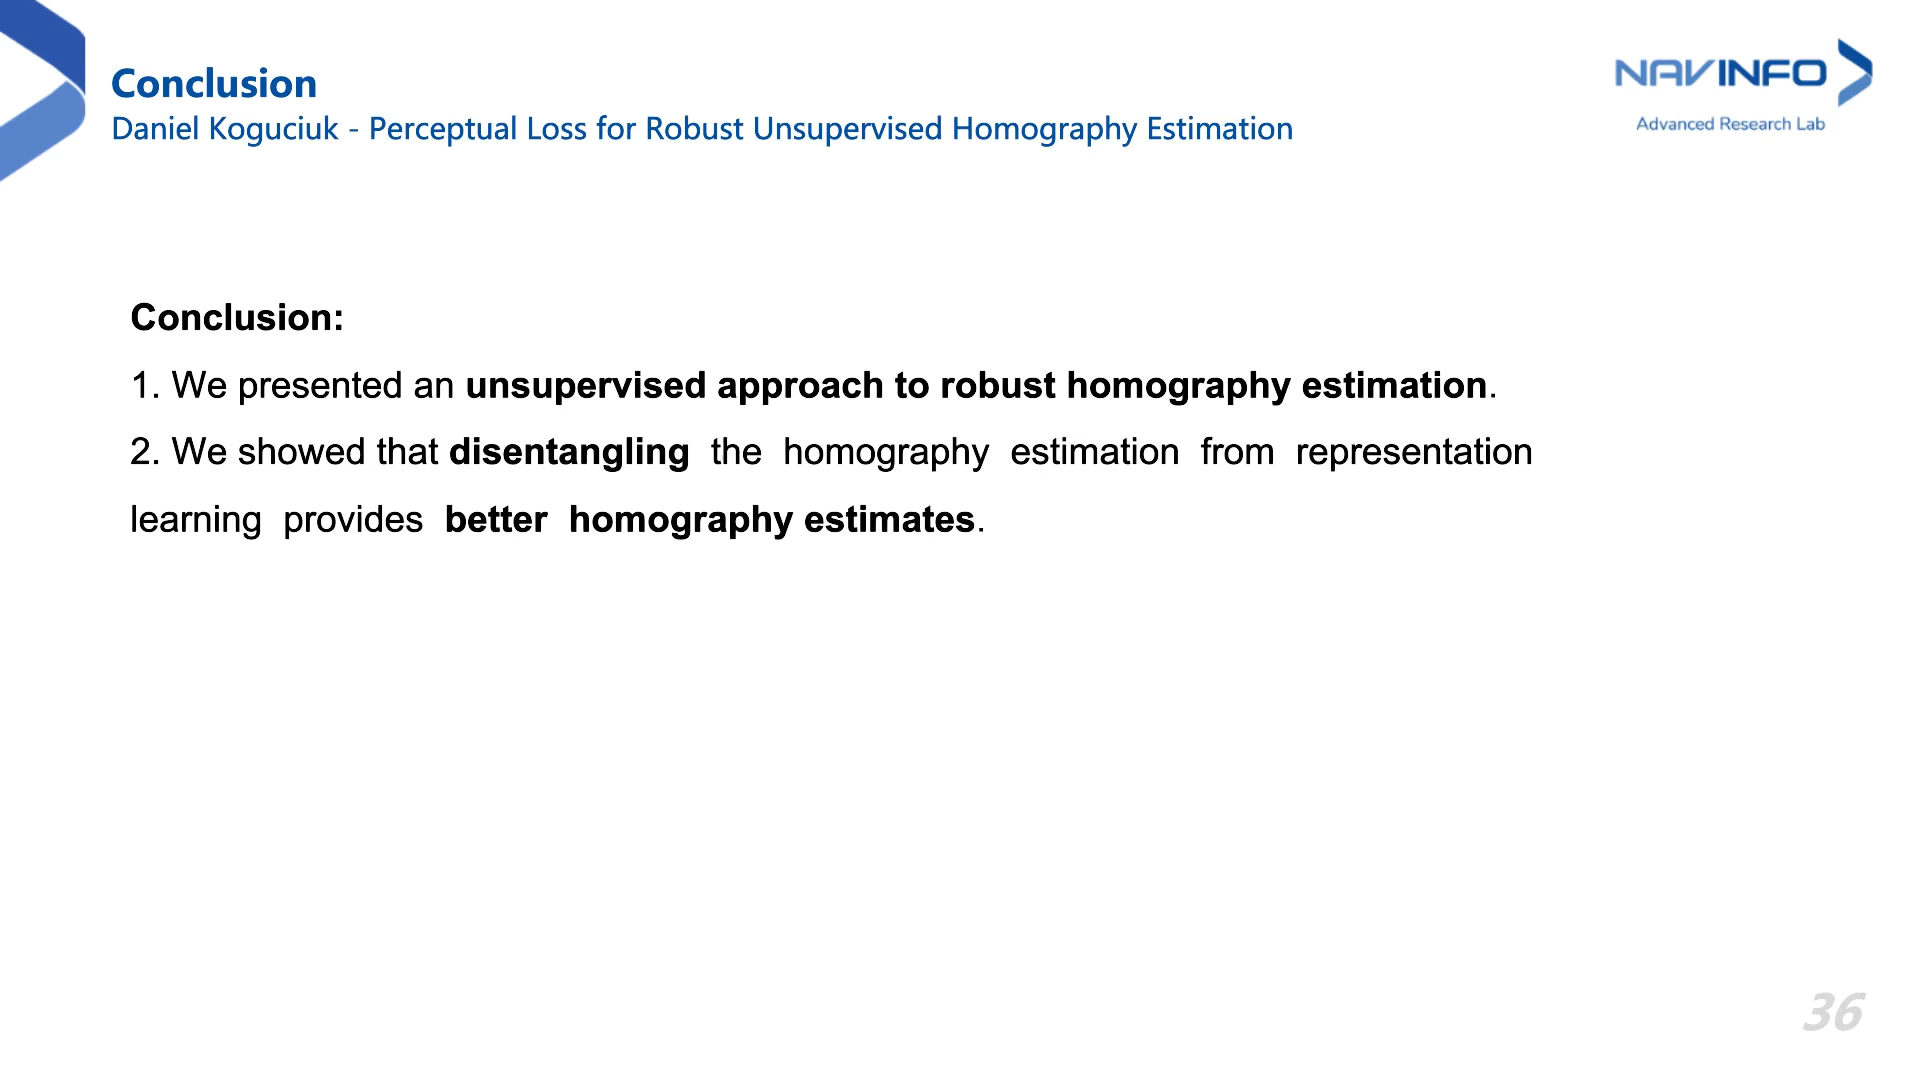 Conclusion
Daniel Koguciuk - Perceptual Loss for Robust Unsupervised Homography Estimation
NAVINFO
Advanced Research Lab
Conclusion:
1. We presented an unsupervised approach to robust homography estimation.
2. We showed that disentangling the homography estimation from representation
learning provides better homography estimates.
36